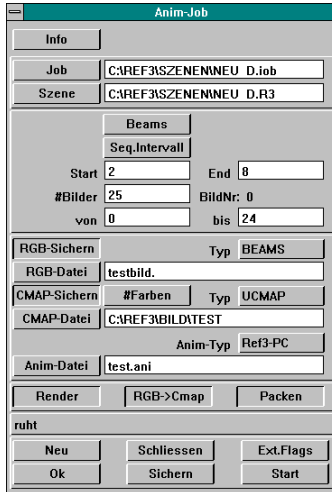 Anim-Job
Info
Job C:\REF3\SZENEN\NEU D.iob
Szene C:\REF3\SZENEN\NEU D.R3
Beams
Seq.Intervall
Start 2 End 8
#Bilder 25 BildNr: 0
von 0 bis 24
RGB-Sichern Typ BEAMS
RGB-Datei testbild.
CMAP-Sichern #Farben Typ UCMAP
CMAP-Datei C:\REF3\BILD\TEST
Anim-Typ Ref3-PC
Anim-Datei test.ani
Render RGB->Cmap Packen
ruht
Neu Schliessen Ext.Flags
Ok Sichern Start